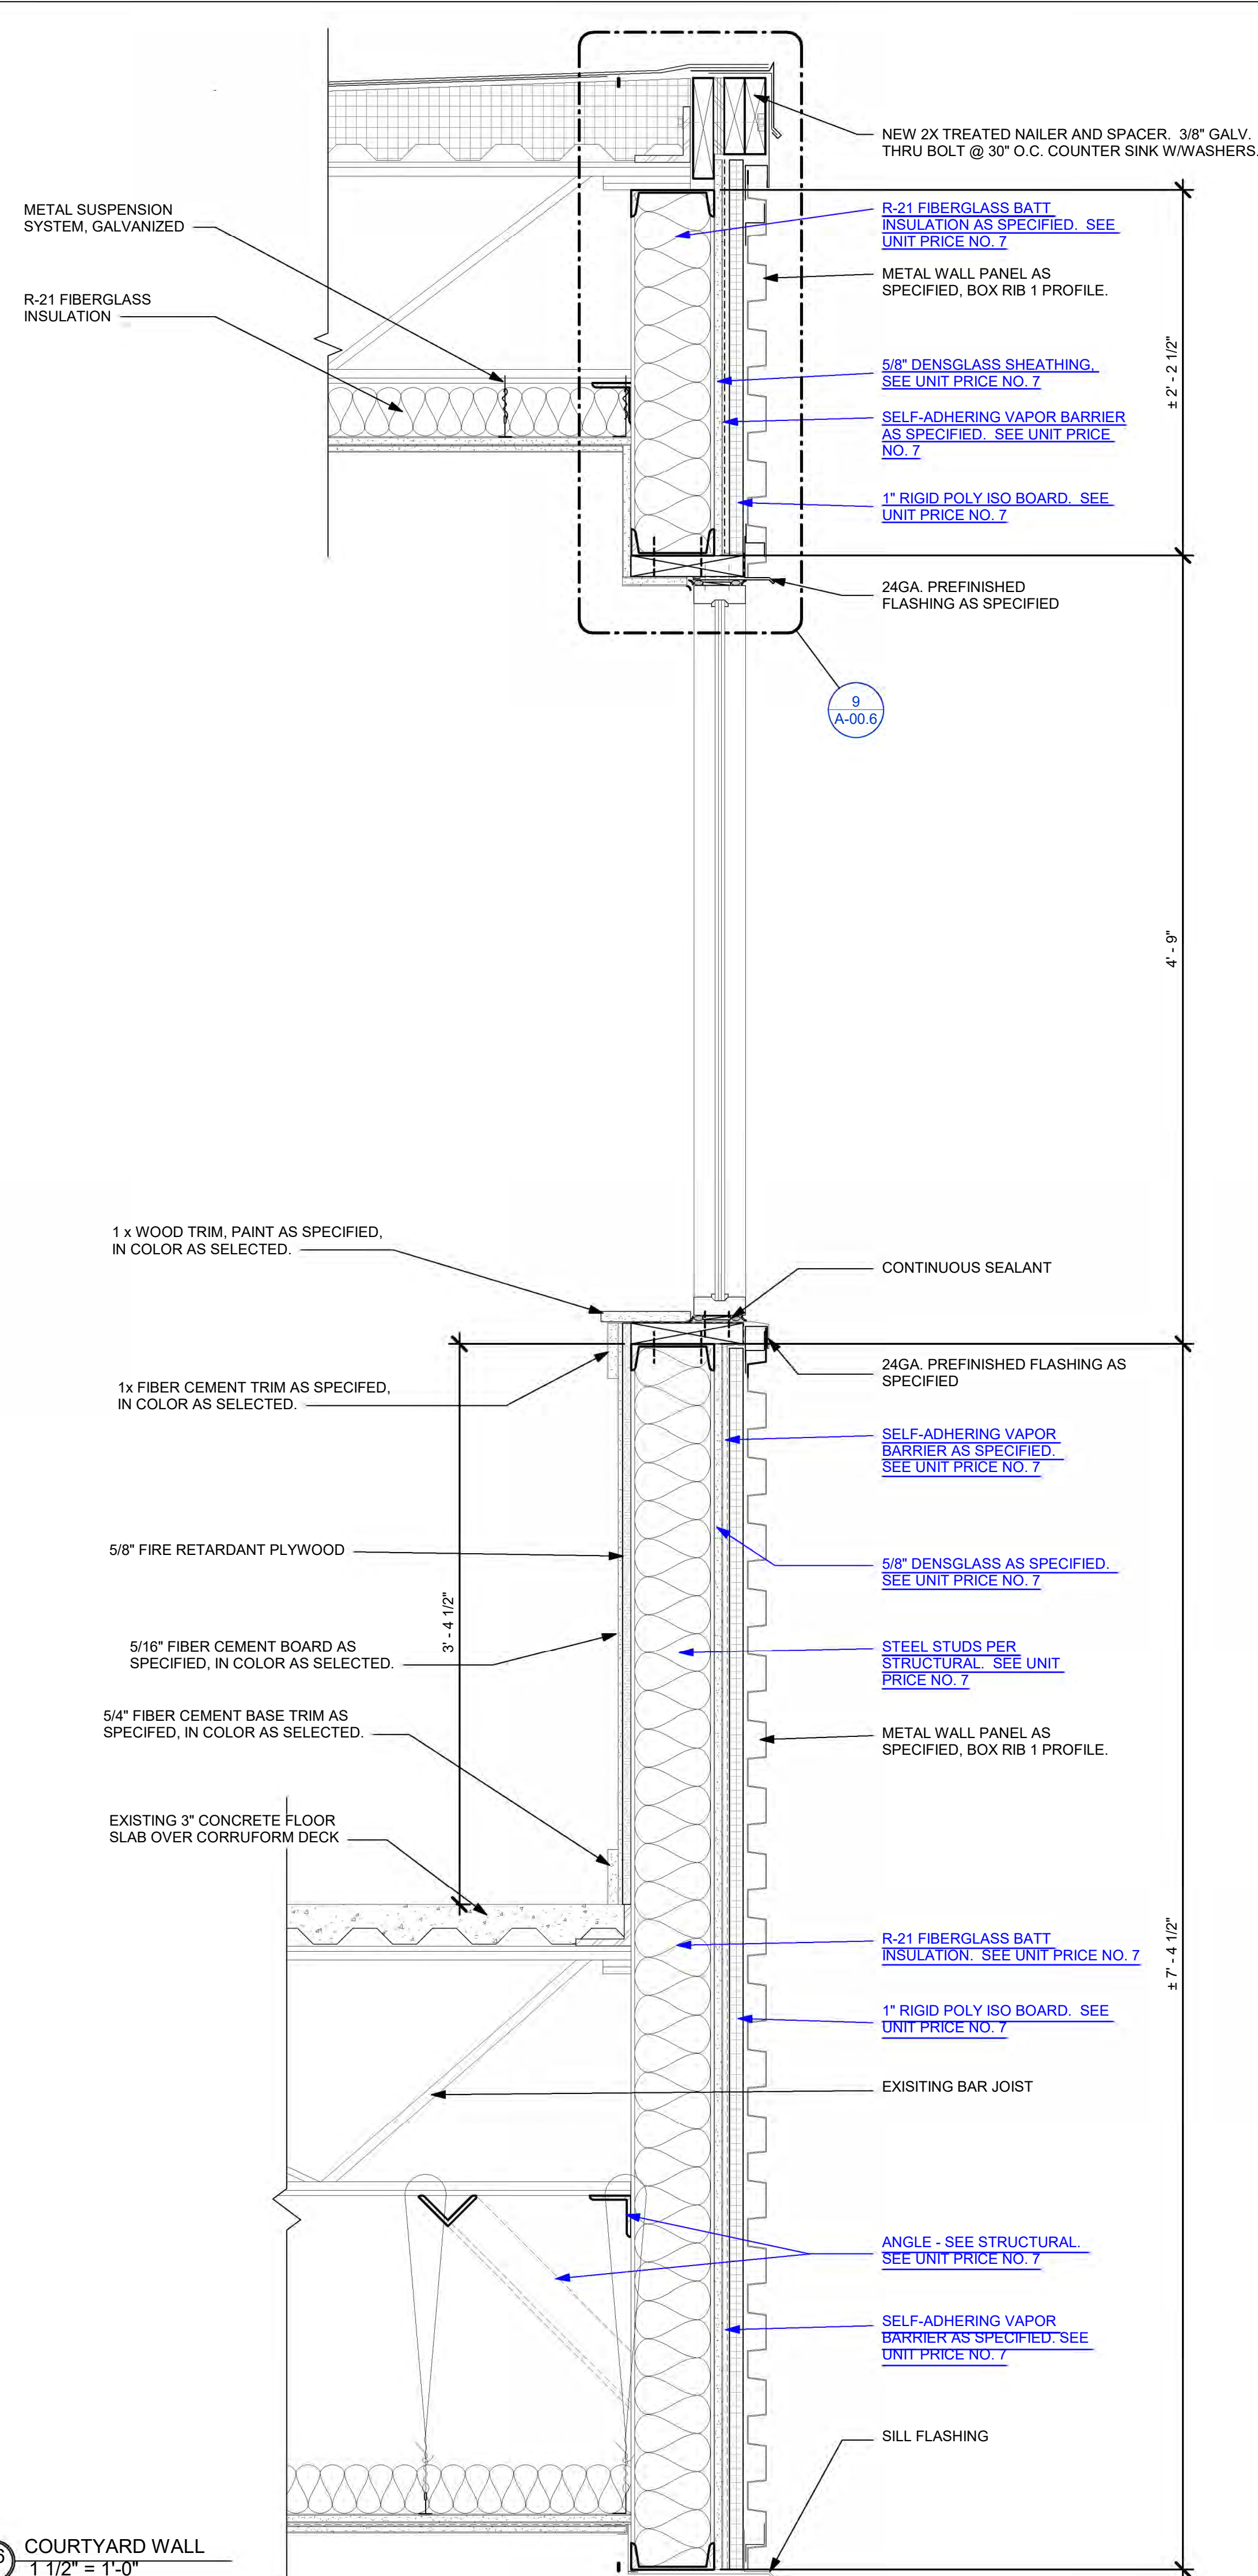 NEW 2X TREATED NAILER AND SPACER. 3/8" GALV.
THRU BOLT @ 30" O.C. COUNTER SINK W/WASHERS.
METAL SUSPENSION
SYSTEM, GALVANIZED
R-21 FIBERGLASS
INSULATION
R-21 FIBERGLASS BATT
INSULATION AS SPECIFIED. SEE
UNIT PRICE NO. 7
METAL WALL PANEL AS
SPECIFIED, BOX RIB 1 PROFILE.
5/8" DENSGLASS SHEATHING,
SEE UNIT PRICE NO. 7
SELF-ADHERING VAPOR BARRIER
AS SPECIFIED. SEE UNIT PRICE
NO. 7
1" RIGID POLY ISO BOARD. SEE
UNIT PRICE NO. 7
± 2' - 2 1/2"
24GA. PREFINISHED
FLASHING AS SPECIFIED
9
A-00.6
4' - 9"
1 x WOOD TRIM, PAINT AS SPECIFIED,
IN COLOR AS SELECTED.
CONTINUOUS SEALANT
1x FIBER CEMENT TRIM AS SPECIFED,
IN COLOR AS SELECTED.
24GA. PREFINISHED FLASHING AS
SPECIFIED
SELF-ADHERING VAPOR
BARRIER AS SPECIFIED.
SEE UNIT PRICE NO. 7
5/8" FIRE RETARDANT PLYWOOD
5/8" DENSGLASS AS SPECIFIED.
SEE UNIT PRICE NO. 7
3' - 4 1/2"
5/16" FIBER CEMENT BOARD AS
SPECIFIED, IN COLOR AS SELECTED.
STEEL STUDS PER
STRUCTURAL. SEE UNIT
PRICE NO. 7
5/4" FIBER CEMENT BASE TRIM AS
SPECIFED, IN COLOR AS SELECTED.
METAL WALL PANEL AS
SPECIFIED, BOX RIB 1 PROFILE.
EXISTING 3" CONCRETE FLOOR
SLAB OVER CORRUFORM DECK
R-21 FIBERGLASS BATT
INSULATION. SEE UNIT PRICE NO. 7
± 7' - 4 1/2"
1" RIGID POLY ISO BOARD. SEE
UNIT PRICE NO. 7
EXISITING BAR JOIST
ANGLE - SEE STRUCTURAL.
SEE UNIT PRICE NO. 7
SELF-ADHERING VAPOR
BARRIER AS SPECIFIED. SEE
UNIT PRICE NO. 7
SILL FLASHING
6
COURTYARD WALL
1 1/2" = 1'-0"